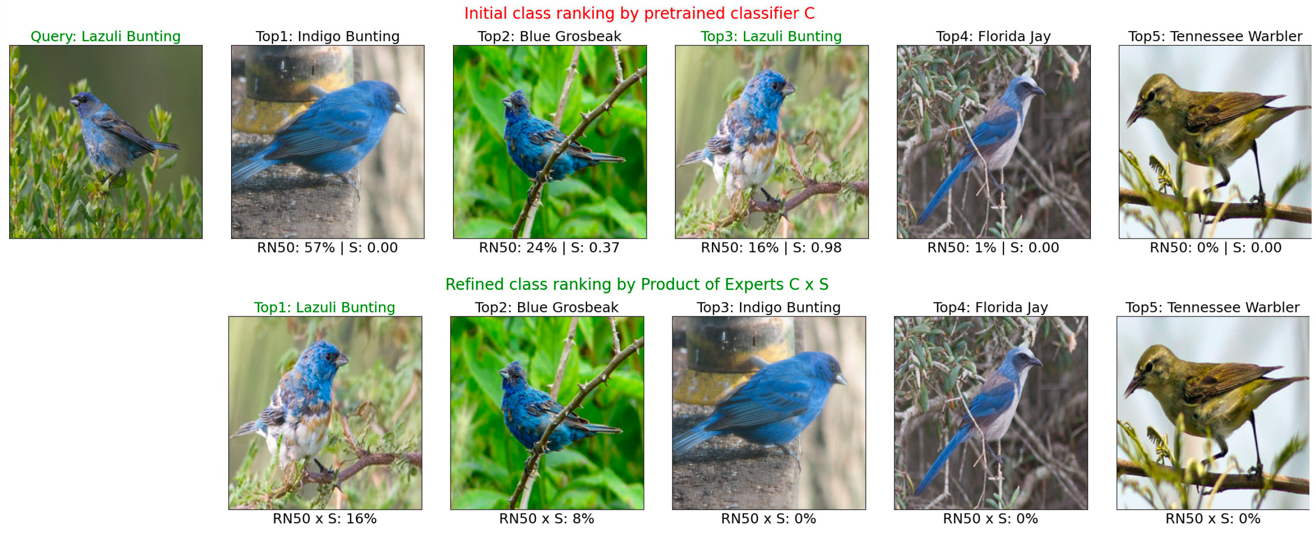 Initial class ranking by pretrained classifier C
Query: Lazuli Bunting
Top1: Indigo Bunting
Top2: Blue Grosbeak
Top3: Lazuli Bunting
Top4: Florida Jay
Top5: Tennessee Warbler
RN50: 57% | S: 0.00
RN50: 24% | S: 0.37
RN50: 16% | S: 0.98
RN50: 1% | S: 0.00
RN50: 0% | S: 0.00
Refined class ranking by Product of Experts C x S
Top1: Lazuli Bunting
Top2: Blue Grosbeak
Top3: Indigo Bunting
Top4: Florida Jay
Top5: Tennessee Warbler
RN50 x S: 16%
RN50 x S: 8%
RN50 x S: 0%
RN50 x S: 0%
RN50 x S: 0%